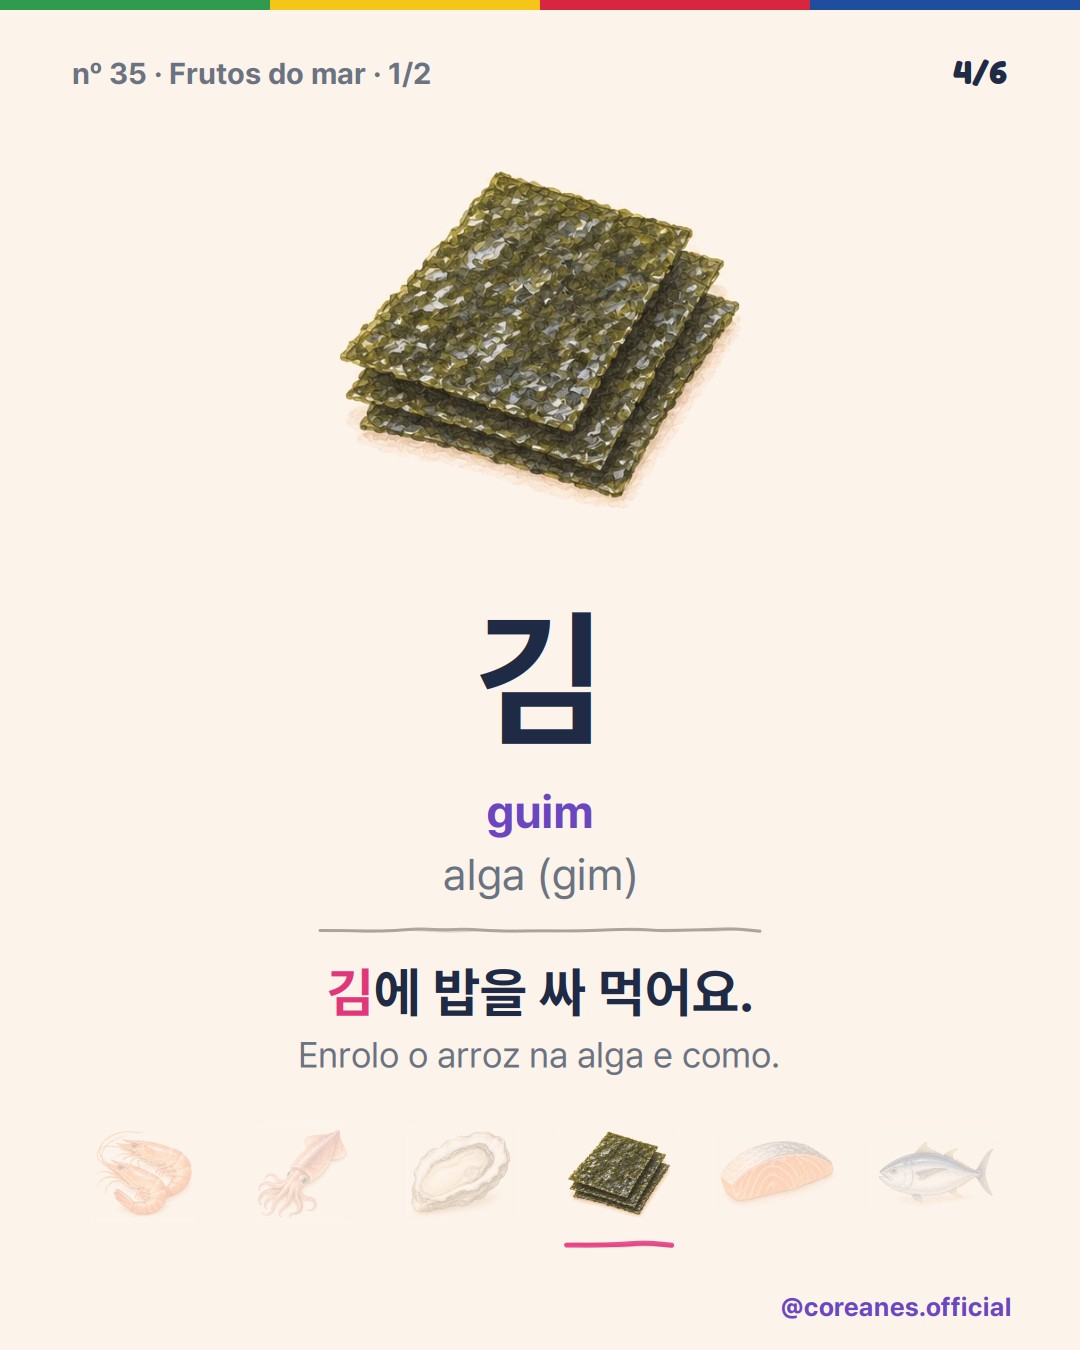 nº 35 · Frutos do mar · 1/2
4/6
김
guim
alga (gim)
김에 밥을 싸 먹어요.
Enrolo o arroz na alga e como.
@coreanes.official